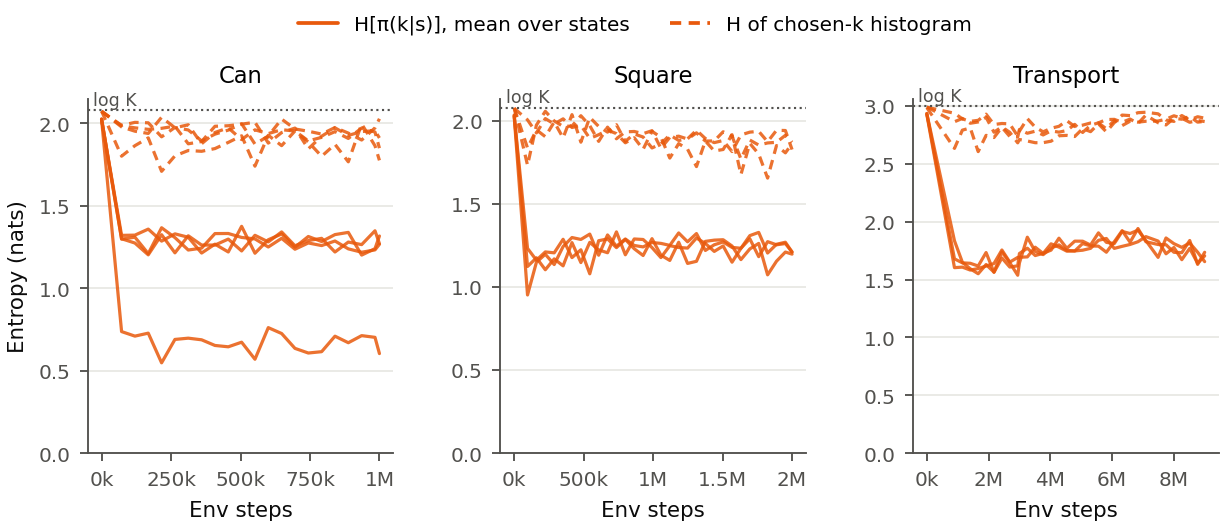 H[π(k|s)], mean over states
H of chosen-k histogram
Can
Square
Transport
log K
log K
log K
Entropy (nats)
2.0
1.5
1.0
0.5
0.0
2.0
1.5
1.0
0.5
0.0
3.0
2.5
2.0
1.5
1.0
0.5
0.0
0k 250k 500k 750k 1M
0k 500k 1M 1.5M 2M
0k 2M 4M 6M 8M
Env steps
Env steps
Env steps